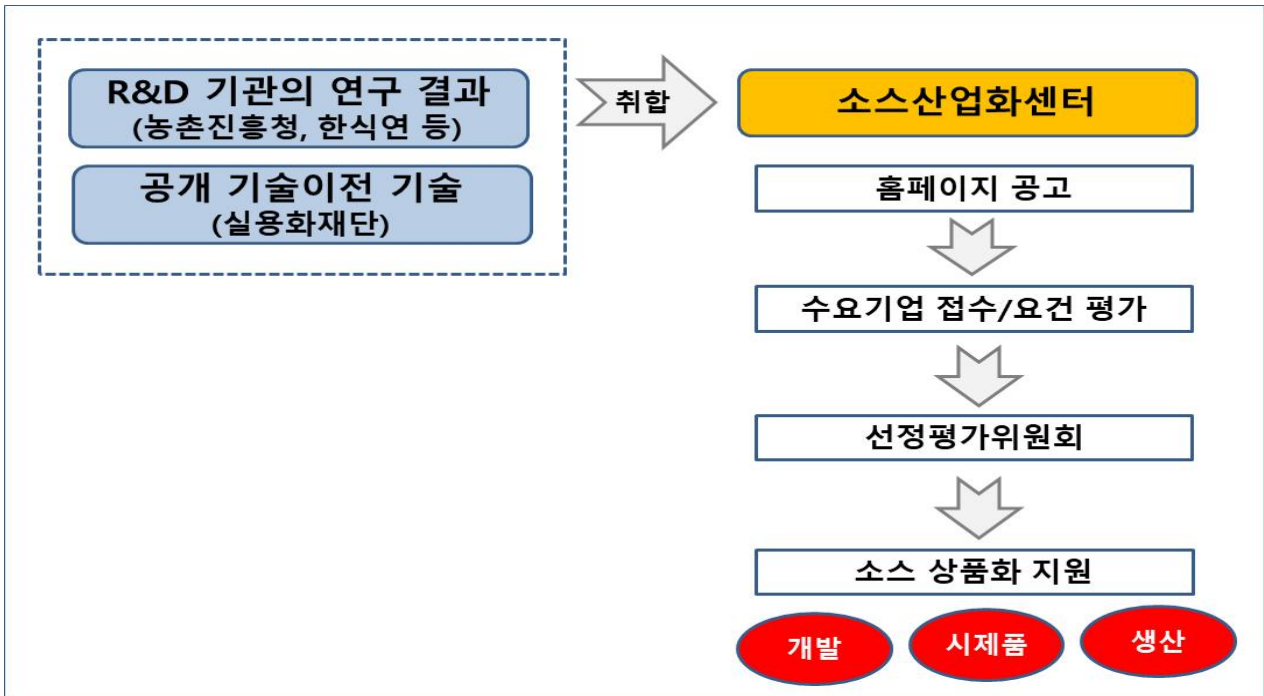 R&D 기관의 연구 결과
(농촌진흥청, 한식연 등)
공개 기술이전 기술
(실용화재단)
취합
소스산업화센터
홈페이지 공고
수요기업 접수/요건 평가
선정평가위원회
소스 상품화 지원
개발
시제품
생산